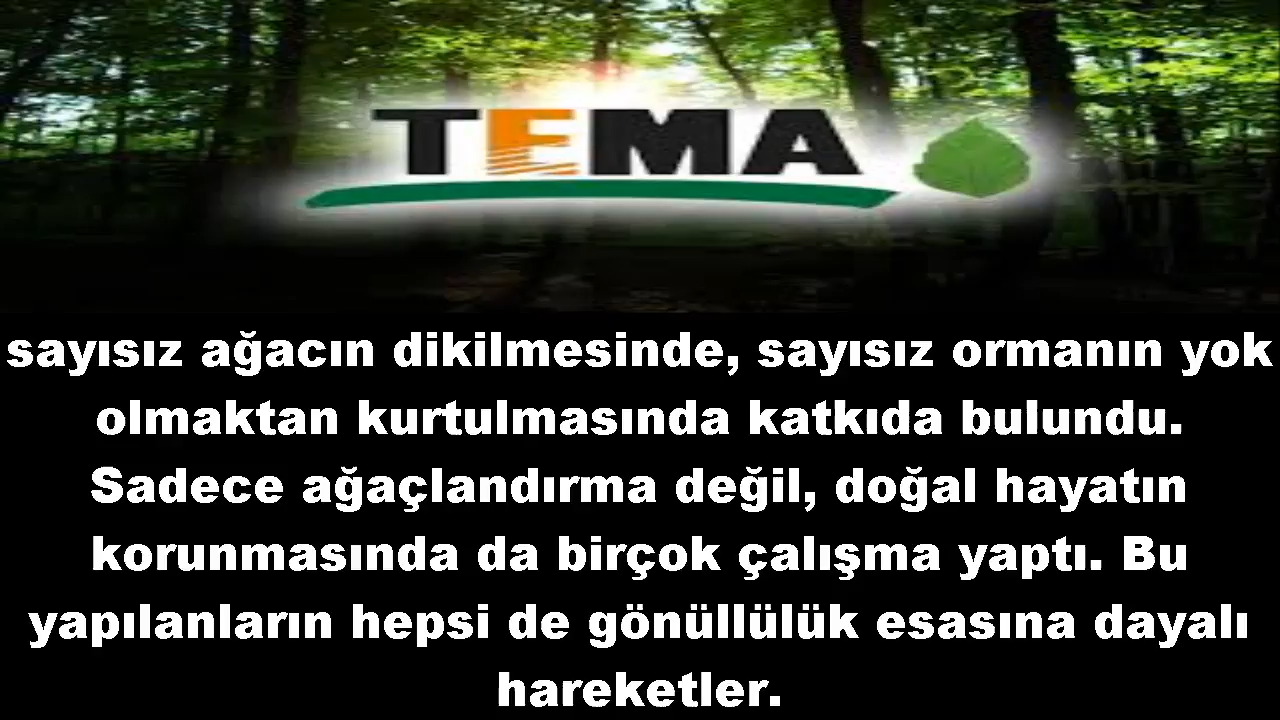 TEMA
sayısız ağacın dikilmesinde, sayısız ormanın yok
olmaktan kurtulmasında katkıda bulundu.
Sadece ağaçlandırma değil, doğal hayatın
korunmasında da birçok çalışma yaptı. Bu
yapılanların hepsi de gönüllülük esasına dayalı
hareketler.